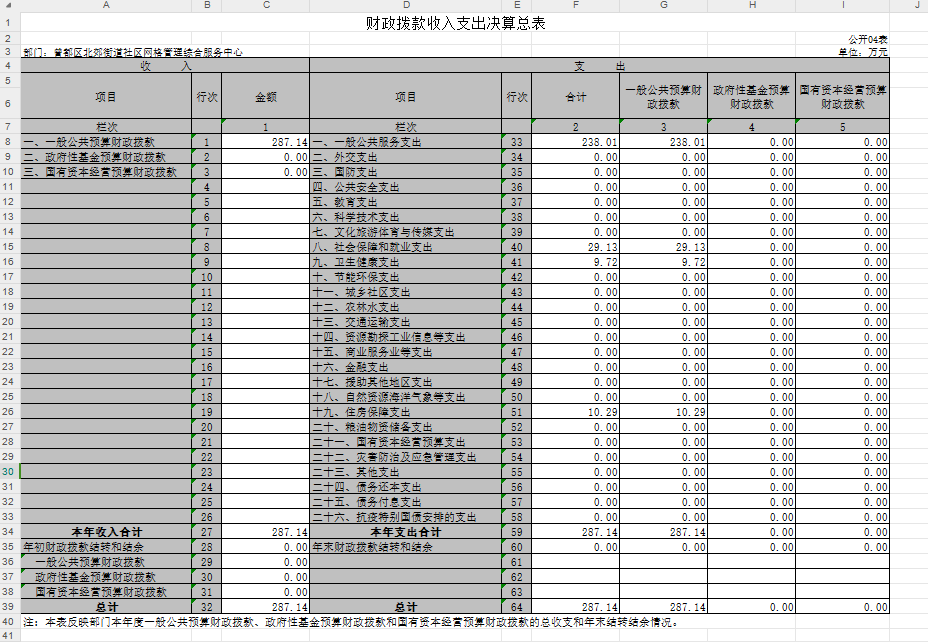 A B C D E F G H I J
1 财政拨款收入支出决算总表
2 公开04表
3 部门：普都区北郊街道社区网格管理综合服务中心 单位：万元
4 收 入 支 出
5
6 项目 行次 金额 项目 行次 合计 一般公共预算财政拨款 政府性基金预算财政拨款 国有资本经营预算财政拨款
7 栏次 1 栏次 2 3 4 5
8 一、一般公共预算财政拨款 1 287.14 一、一般公共服务支出 33 238.01 238.01 0.00 0.00
9 二、政府性基金预算财政拨款 2 0.00 二、外交支出 34 0.00 0.00 0.00 0.00
10 三、国有资本经营预算财政拨款 3 0.00 三、国防支出 35 0.00 0.00 0.00 0.00
11 4 四、公共安全支出 36 0.00 0.00 0.00 0.00
12 5 五、教育支出 37 0.00 0.00 0.00 0.00
13 6 六、科学技术支出 38 0.00 0.00 0.00 0.00
14 7 七、文化旅游体育与传媒支出 39 0.00 0.00 0.00 0.00
15 8 八、社会保障和就业支出 40 29.13 29.13 0.00 0.00
16 9 九、卫生健康支出 41 9.72 9.72 0.00 0.00
17 10 十、节能环保支出 42 0.00 0.00 0.00 0.00
18 11 十一、城乡社区支出 43 0.00 0.00 0.00 0.00
19 12 十二、农林水支出 44 0.00 0.00 0.00 0.00
20 13 十三、交通运输支出 45 0.00 0.00 0.00 0.00
21 14 十四、资源勘探工业信息等支出 46 0.00 0.00 0.00 0.00
22 15 十五、商业服务业等支出 47 0.00 0.00 0.00 0.00
23 16 十六、金融支出 48 0.00 0.00 0.00 0.00
24 17 十七、援助其他地区支出 49 0.00 0.00 0.00 0.00
25 18 十八、自然资源海洋气象等支出 50 0.00 0.00 0.00 0.00
26 19 十九、住房保障支出 51 10.29 10.29 0.00 0.00
27 20 二十、粮油物资储备支出 52 0.00 0.00 0.00 0.00
28 21 二十一、国有资本经营预算支出 53 0.00 0.00 0.00 0.00
29 22 二十二、灾害防治及应急管理支出 54 0.00 0.00 0.00 0.00
30 23 二十三、其他支出 55 0.00 0.00 0.00 0.00
31 24 二十四、债务还本支出 56 0.00 0.00 0.00 0.00
32 25 二十五、债务付息支出 57 0.00 0.00 0.00 0.00
33 26 二十六、抗疫特别国债安排的支出 58 0.00 0.00 0.00 0.00
34 本年收入合计 27 287.14 本年支出合计 59 287.14 287.14 0.00 0.00
35 年初财政拨款结转和结余 28 0.00 年末财政拨款结转和结余 60 0.00 0.00 0.00 0.00
36 一般公共预算财政拨款 29 0.00 61
37 政府性基金预算财政拨款 30 0.00 62
38 国有资本经营预算财政拨款 31 0.00 63
39 总计 32 287.14 总计 64 287.14 287.14 0.00 0.00
40 注：本表反映部门本年度一般公共预算财政拨款、政府性基金预算财政拨款和国有资本经营预算财政拨款的总收支和年末结转结余情况。
41